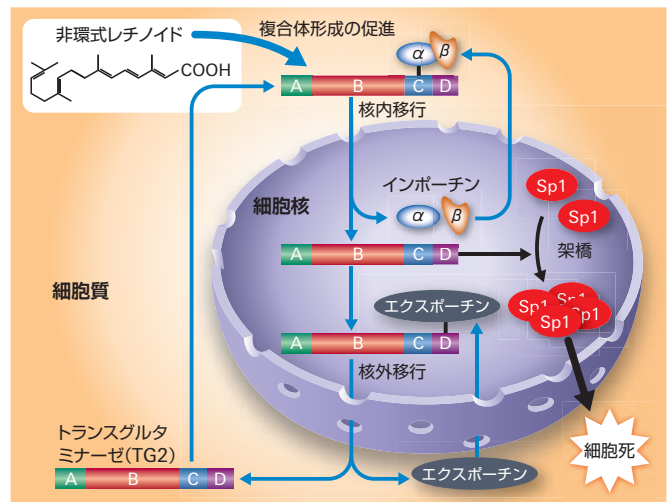 非環式レチノイド
COOH
複合体形成の促進
α β
A B C D
核内移行
インポーチン
α β
細胞核
Sp1
Sp1
A B C D
架橋
細胞質
エクスポーチン
Sp1 Sp1
Sp1 Sp1
A B C D
核外移行
トランスグルタ
ミナーゼ(TG2)
細胞死
A B C D
エクスポーチン